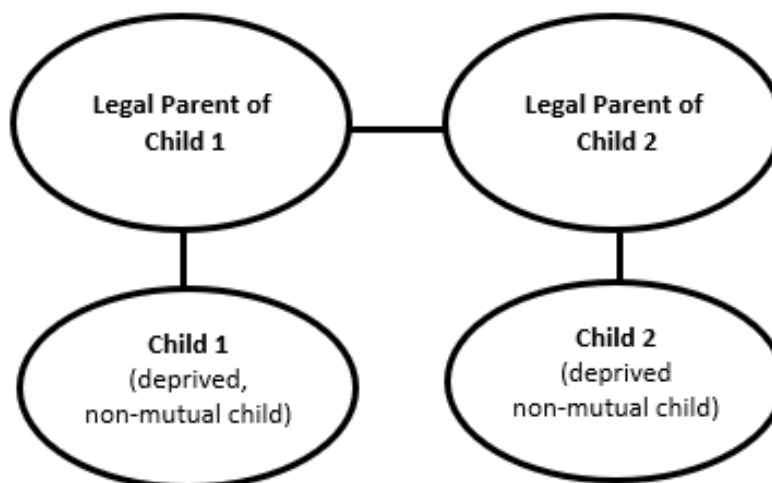 Legal Parent of
Child 1
Legal Parent of
Child 2
Child 1
(deprived,
non-mutual child)
Child 2
(deprived
non-mutual child)